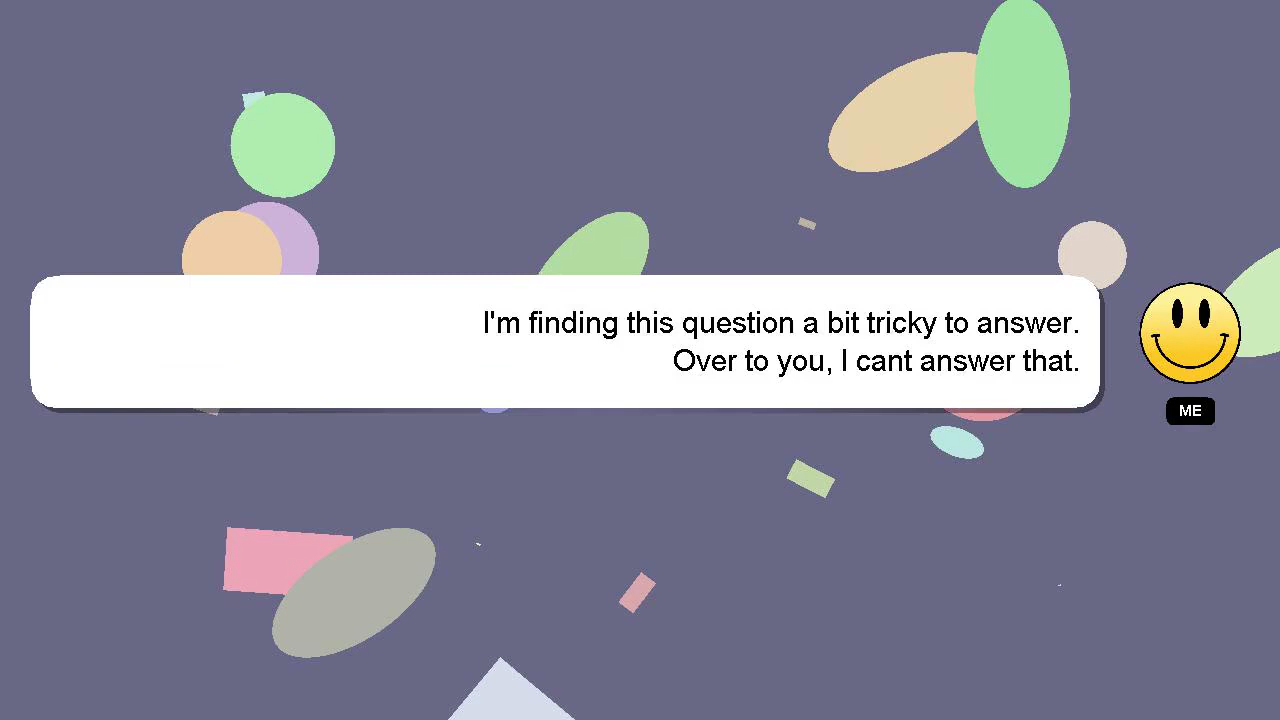 I'm finding this question a bit tricky to answer.
Over to you, I cant answer that.
ME